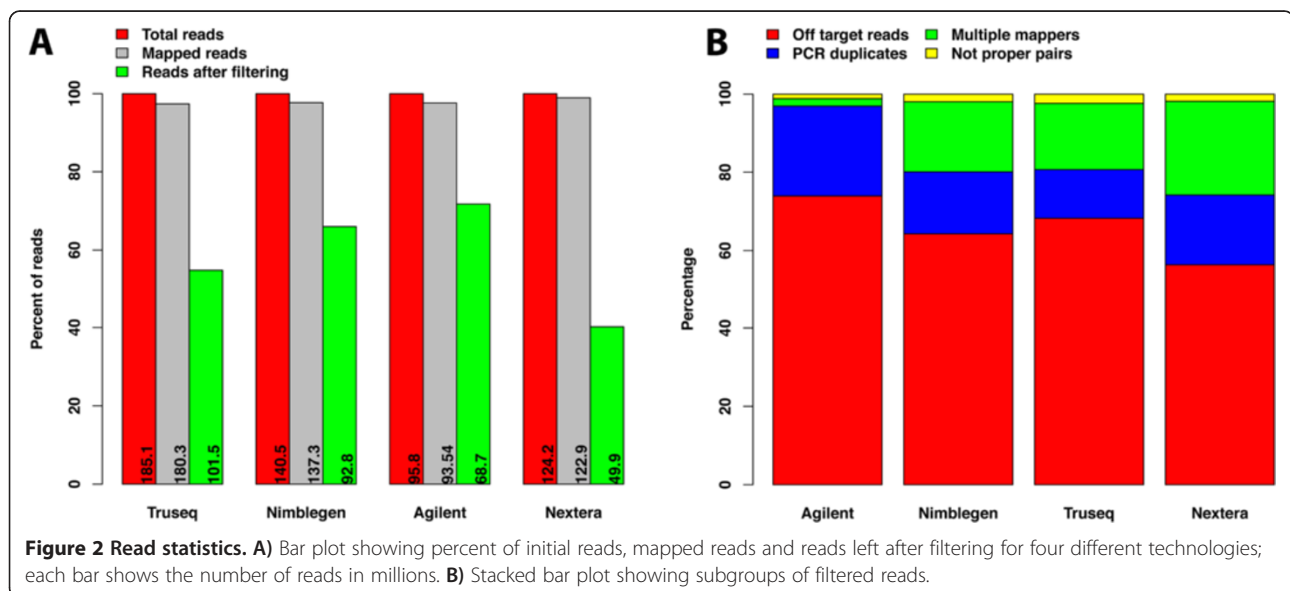 A
Total reads
Mapped reads
Reads after filtering
Percent of reads
100
80
60
40
20
0
185.1
180.3
101.5
140.5
137.3
92.8
95.8
93.54
68.7
124.2
122.9
49.9
Truseq Nimblegen Agilent Nextera
B
Off target reads Multiple mappers
PCR duplicates Not proper pairs
Percentage
100
80
60
40
20
0
Agilent Nimblegen Truseq Nextera
Figure 2 Read statistics. A) Bar plot showing percent of initial reads, mapped reads and reads left after filtering for four different technologies;
each bar shows the number of reads in millions. B) Stacked bar plot showing subgroups of filtered reads.